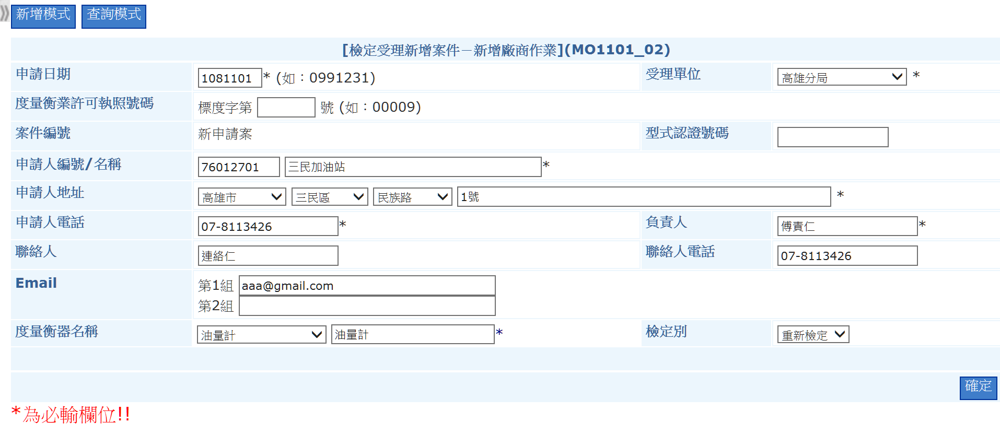 新增模式 查詢模式
[檢定受理新增案件－新增廠商作業](MO1101_02)
申請日期 1081101* (如：0991231) 受理單位 高雄分局 *
度量衡業許可執照號碼 標度字第 號 (如：00009)
案件編號 新申請案 型式認證號碼
申請人編號/名稱 76012701 三民加油站*
申請人地址 高雄市 三民區 民族路 1號 *
申請人電話 07-8113426* 負責人 傅責仁*
聯絡人 連絡仁 聯絡人電話 07-8113426
Email 第1組 aaa@gmail.com
第2組
度量衡器名稱 油量計 油量計* 檢定別 重新檢定
確定
*為必輸欄位!!